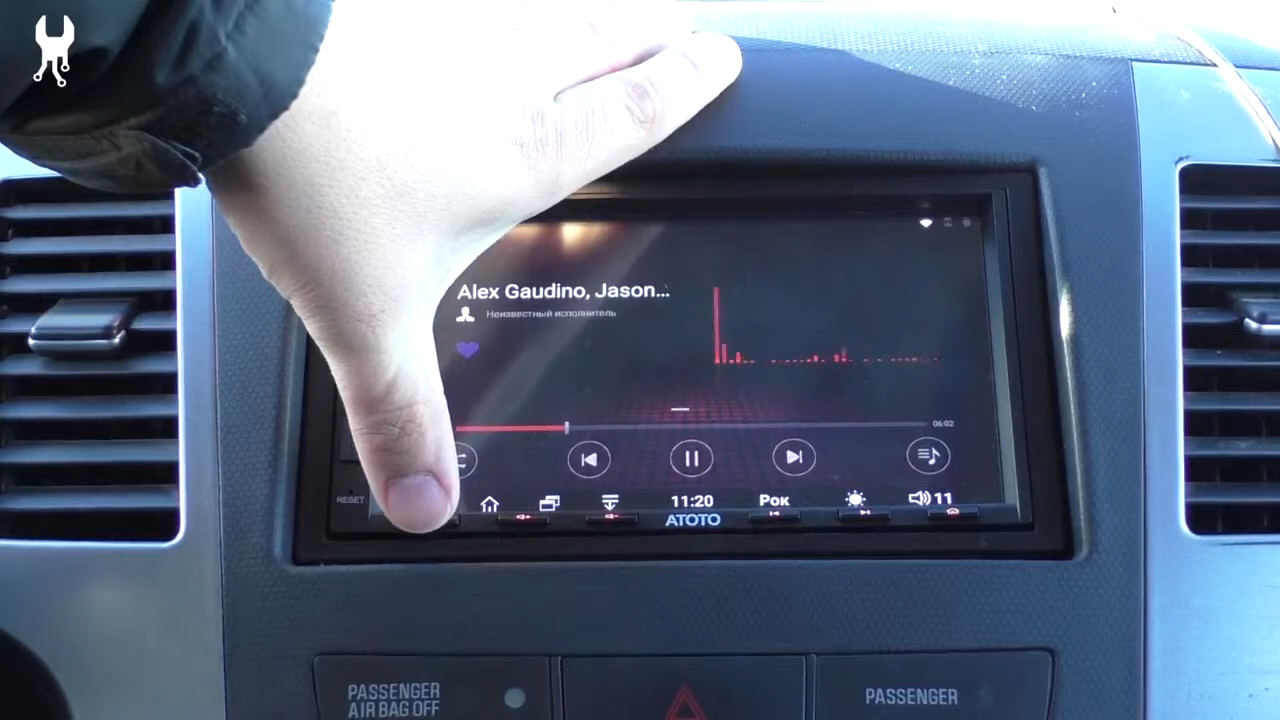 Alex Gaudino, Jason...
Неизвестный исполнитель
06:02
RESET
11:20
Рок
11
ATOTO
PASSENGER
AIR BAG OFF
PASSENGER